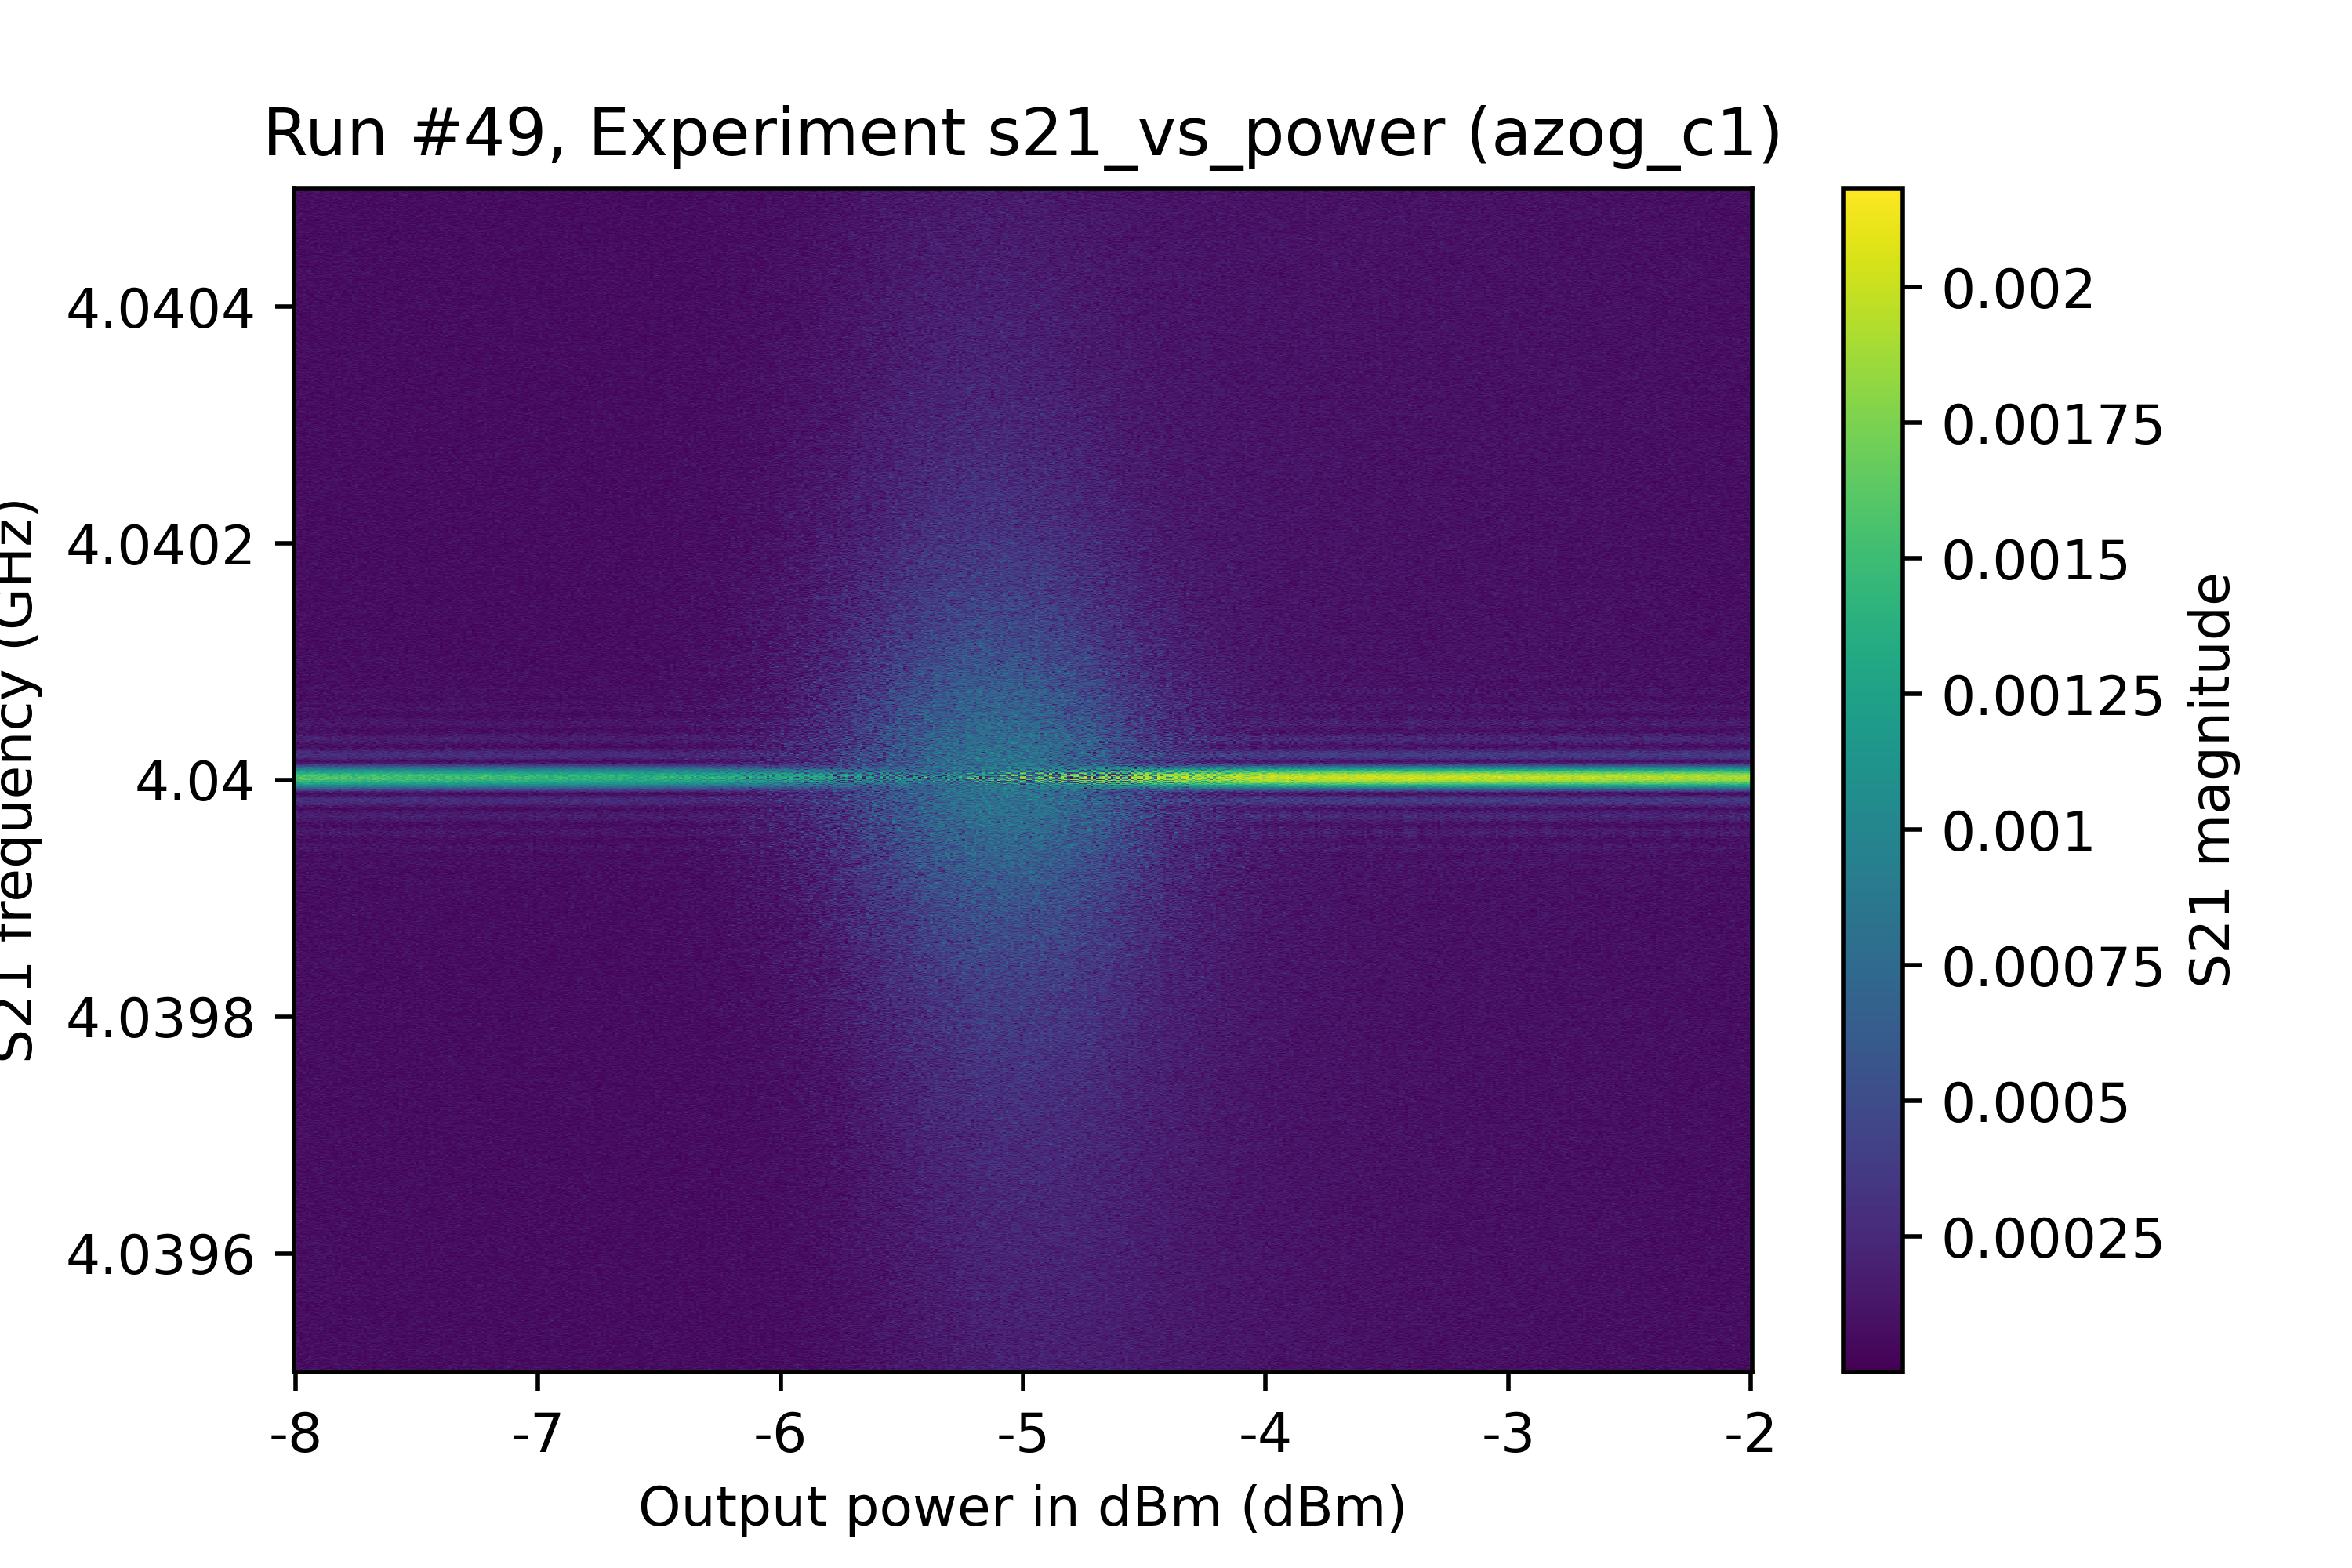 Run #49, Experiment s21_vs_power (azog_c1)
S21 frequency (GHz)
4.0404
4.0402
4.04
4.0398
4.0396
-8 -7 -6 -5 -4 -3 -2
Output power in dBm (dBm)
0.002
0.00175
0.0015
0.00125
0.001
0.00075
0.0005
0.00025
S21 magnitude